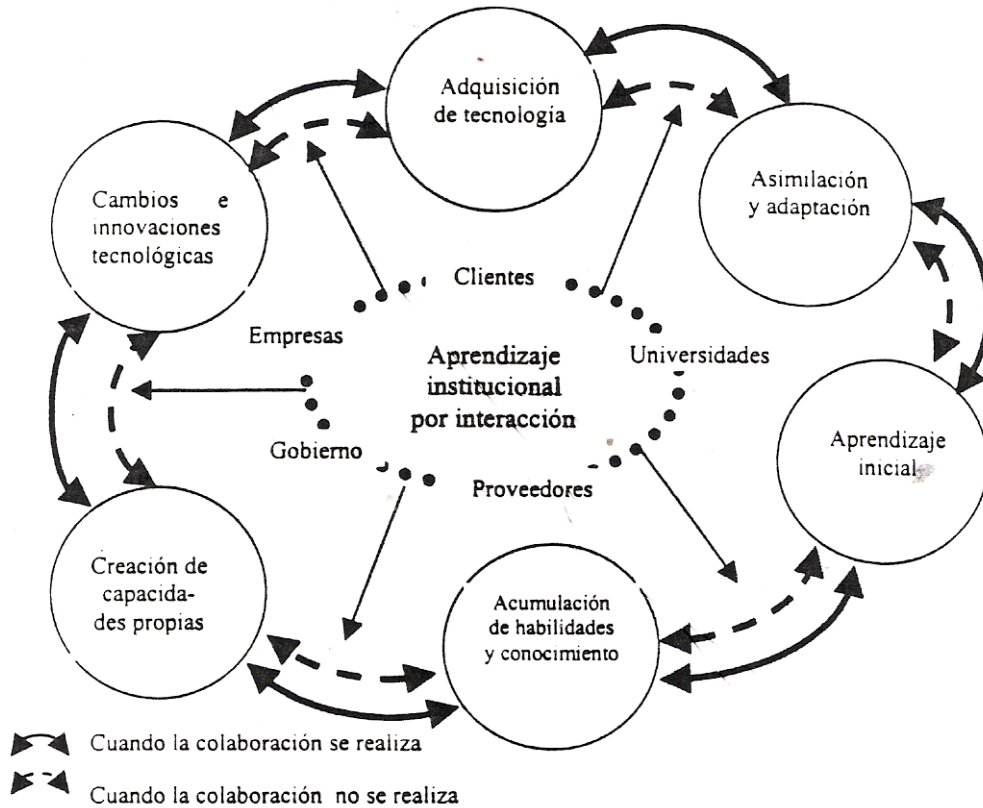 Adquisición
de tecnología
Asimilación
y adaptación
Cambios e
innovaciones
tecnológicas
Clientes
Empresas
Universidades
Aprendizaje
institucional
por interacción
Gobierno
Proveedores
Aprendizaje
inicial
Creación de
capacida-
des propias
Acumulación
de habilidades
y conocimiento
Cuando la colaboración se realiza
Cuando la colaboración no se realiza